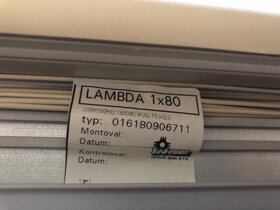 LAMBDA 1x80
typ: 016180906711
Montoval:
Datum:
Kontroloval:
Datum: